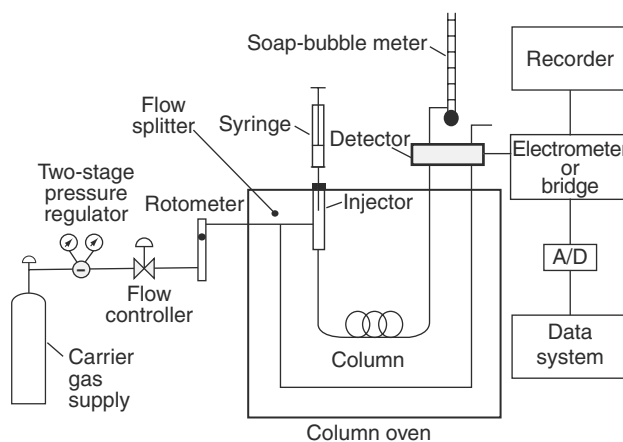 Soap-bubble meter
Recorder
Flow
splitter
Syringe
Detector
Electrometer
or
bridge
Two-stage
pressure
regulator
Rotometer
Injector
A/D
Flow
controller
Column
Data
system
Carrier
gas
supply
Column oven